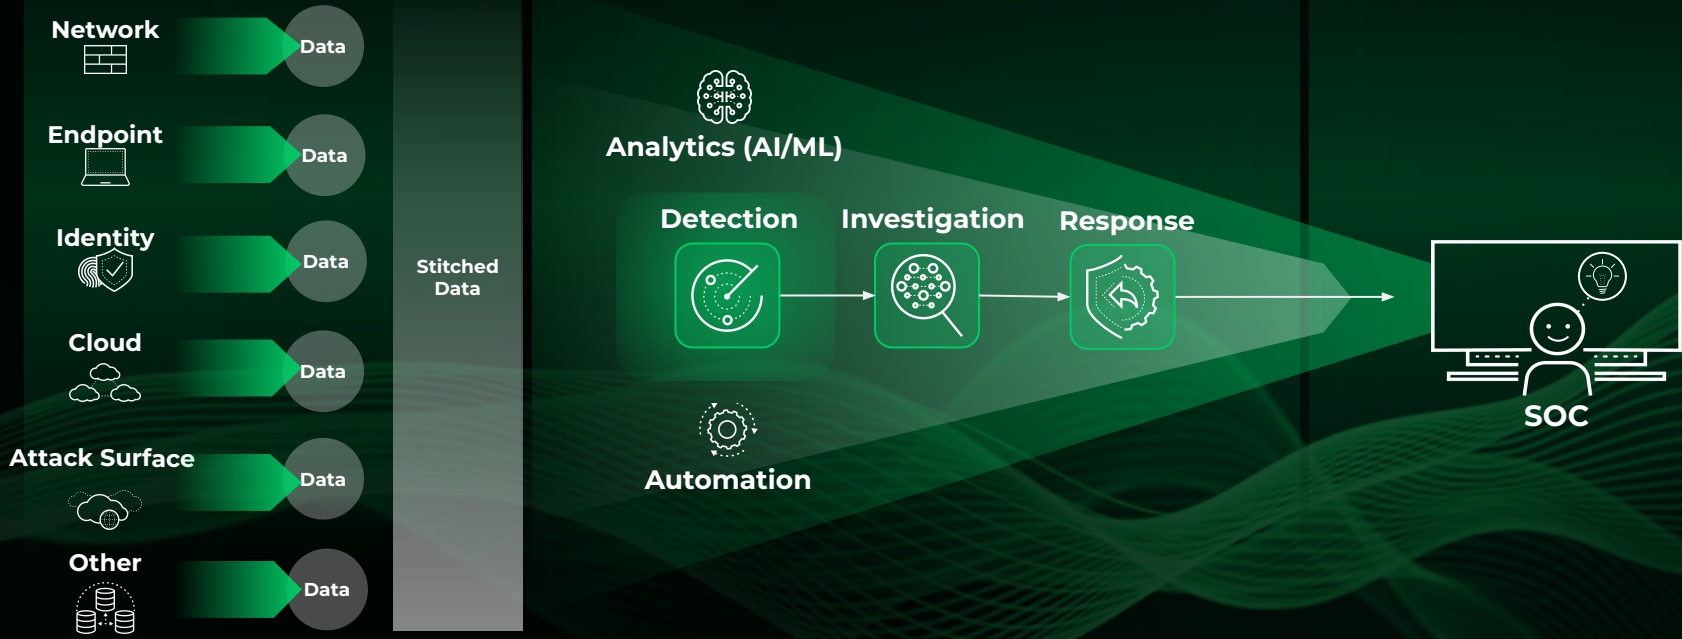 Network
Data
Endpoint
Data
Identity
Data
Cloud
Data
Attack Surface
Data
Other
Data
Stitched
Data
Analytics (AI/ML)
Detection
Investigation
Response
Automation
SOC